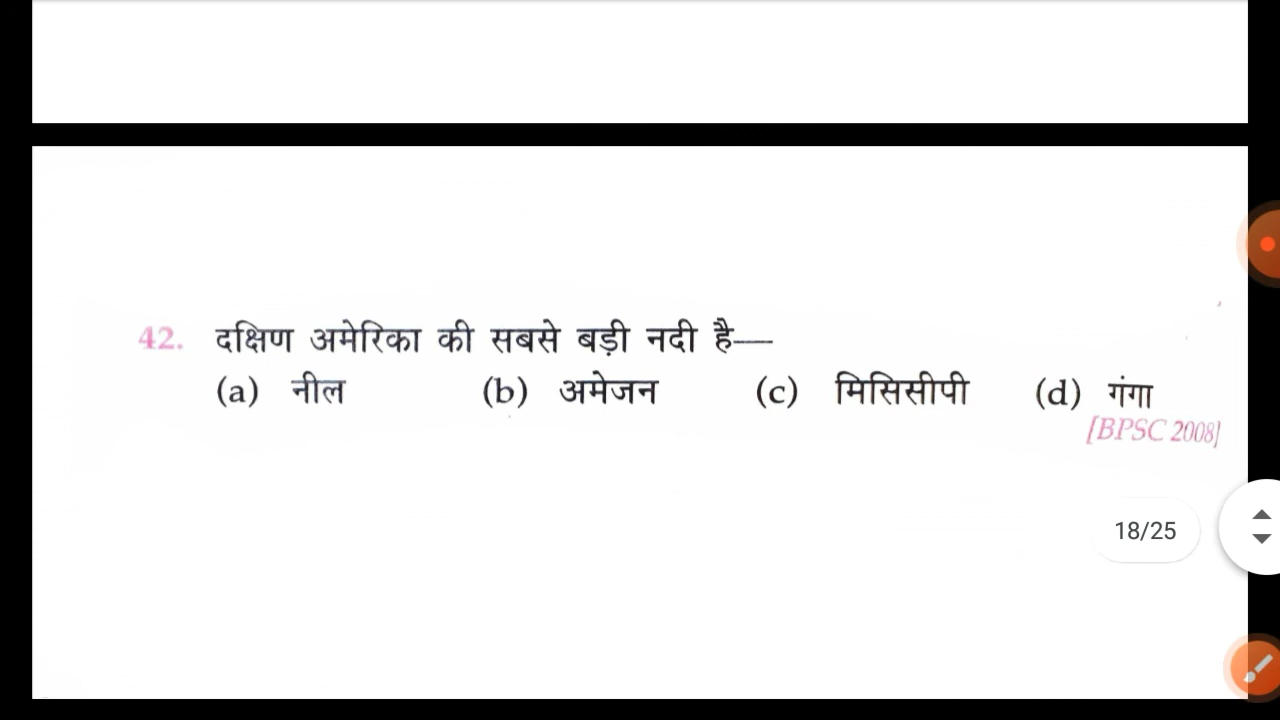 42. दक्षिण अमेरिका की सबसे बड़ी नदी है—
(a) नील (b) अमेजन (c) मिसिसीपी (d) गंगा
[BPSC 2008]
18/25